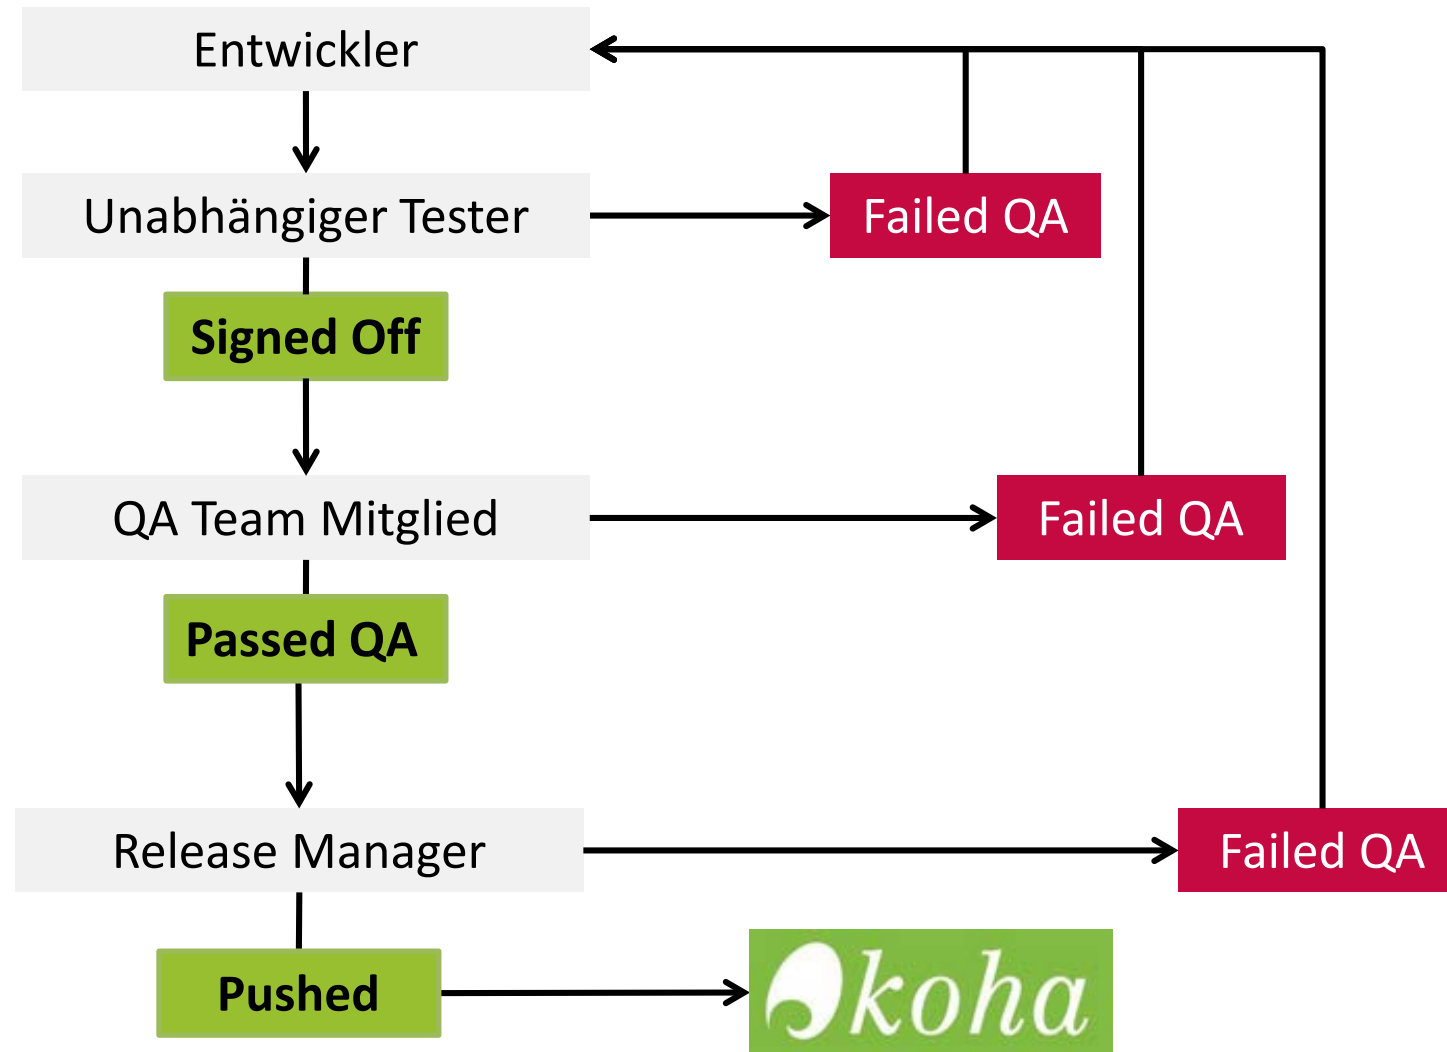 Entwickler
Unabhängiger Tester
Failed QA
Signed Off
QA Team Mitglied
Failed QA
Passed QA
Release Manager
Failed QA
Pushed
koha